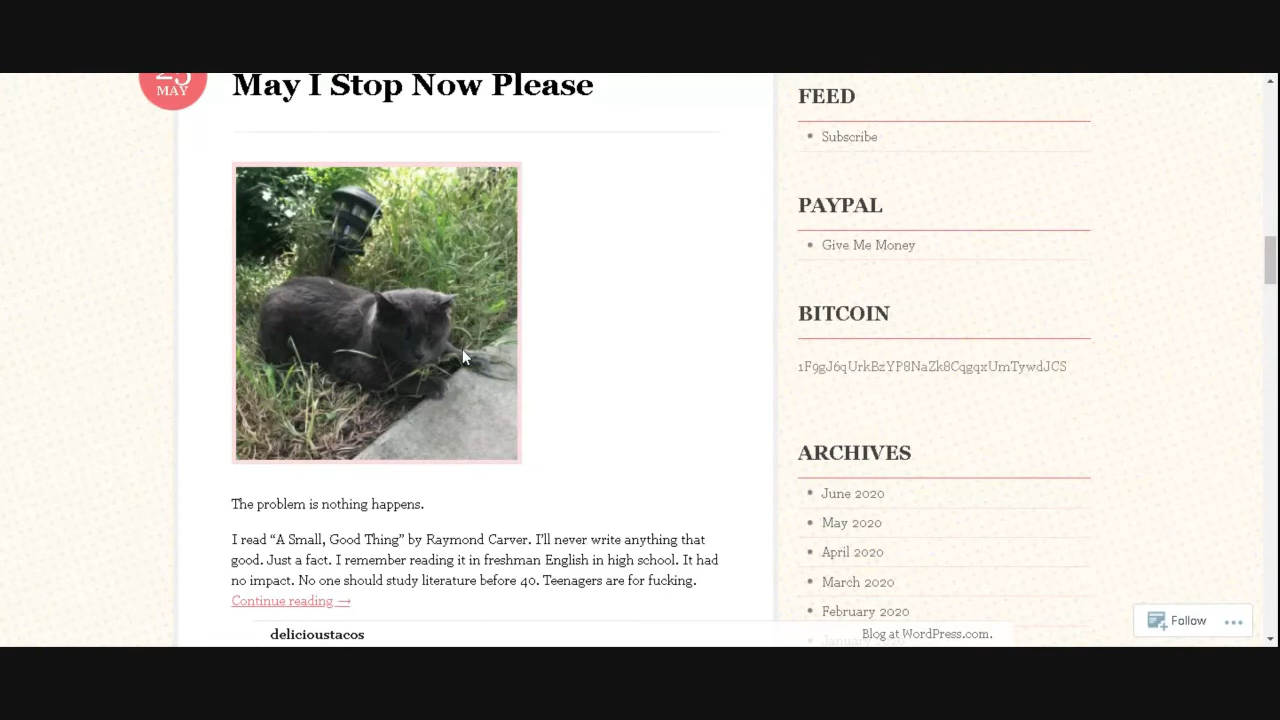 MAY
May I Stop Now Please
The problem is nothing happens.
I read “A Small, Good Thing” by Raymond Carver. I’ll never write anything that
good. Just a fact. I remember reading it in freshman English in high school. It had
no impact. No one should study literature before 40. Teenagers are for fucking.
Continue reading →
FEED
Subscribe
PAYPAL
Give Me Money
BITCOIN
1F9gJ6qUrkBzYP8NaZk8CqgqxUmTywdJCS
ARCHIVES
June 2020
May 2020
April 2020
March 2020
February 2020
delicioustacos
Blog at WordPress.com.
Follow